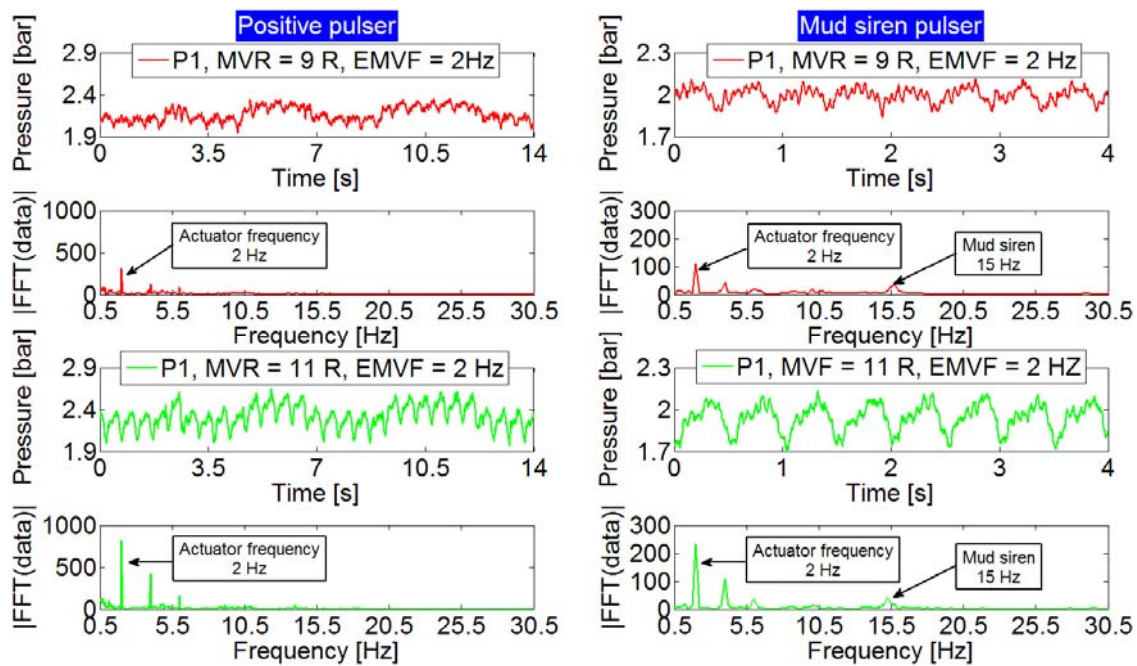 Positive pulser
Mud siren pulser
Pressure [bar]
2.9
2.4
1.9
P1, MVR = 9 R, EMVF = 2Hz
0 3.5 7 10.5 14
Time [s]
Pressure [bar]
2.3
2
1.7
P1, MVR = 9 R, EMVF = 2 Hz
0 1 2 3 4
Time [s]
|FFT(data)|
1000
500
0
Actuator frequency
2 Hz
0.5 5.5 10.5 15.5 20.5 25.5 30.5
Frequency [Hz]
|FFT(data)|
300
200
100
0
Actuator frequency
2 Hz
Mud siren
15 Hz
0.5 5.5 10.5 15.5 20.5 25.5 30.5
Frequency [Hz]
Pressure [bar]
2.9
2.4
1.9
P1, MVR = 11 R, EMVF = 2 Hz
0 3.5 7 10.5 14
Time [s]
Pressure [bar]
2.3
2
1.7
P1, MVF = 11 R, EMVF = 2 HZ
0 1 2 3 4
Time [s]
|FFT(data)|
1000
500
0
Actuator frequency
2 Hz
0.5 5.5 10.5 15.5 20.5 25.5 30.5
Frequency [Hz]
|FFT(data)|
300
200
100
0
Actuator frequency
2 Hz
Mud siren
15 Hz
0.5 5.5 10.5 15.5 20.5 25.5 30.5
Frequency [Hz]